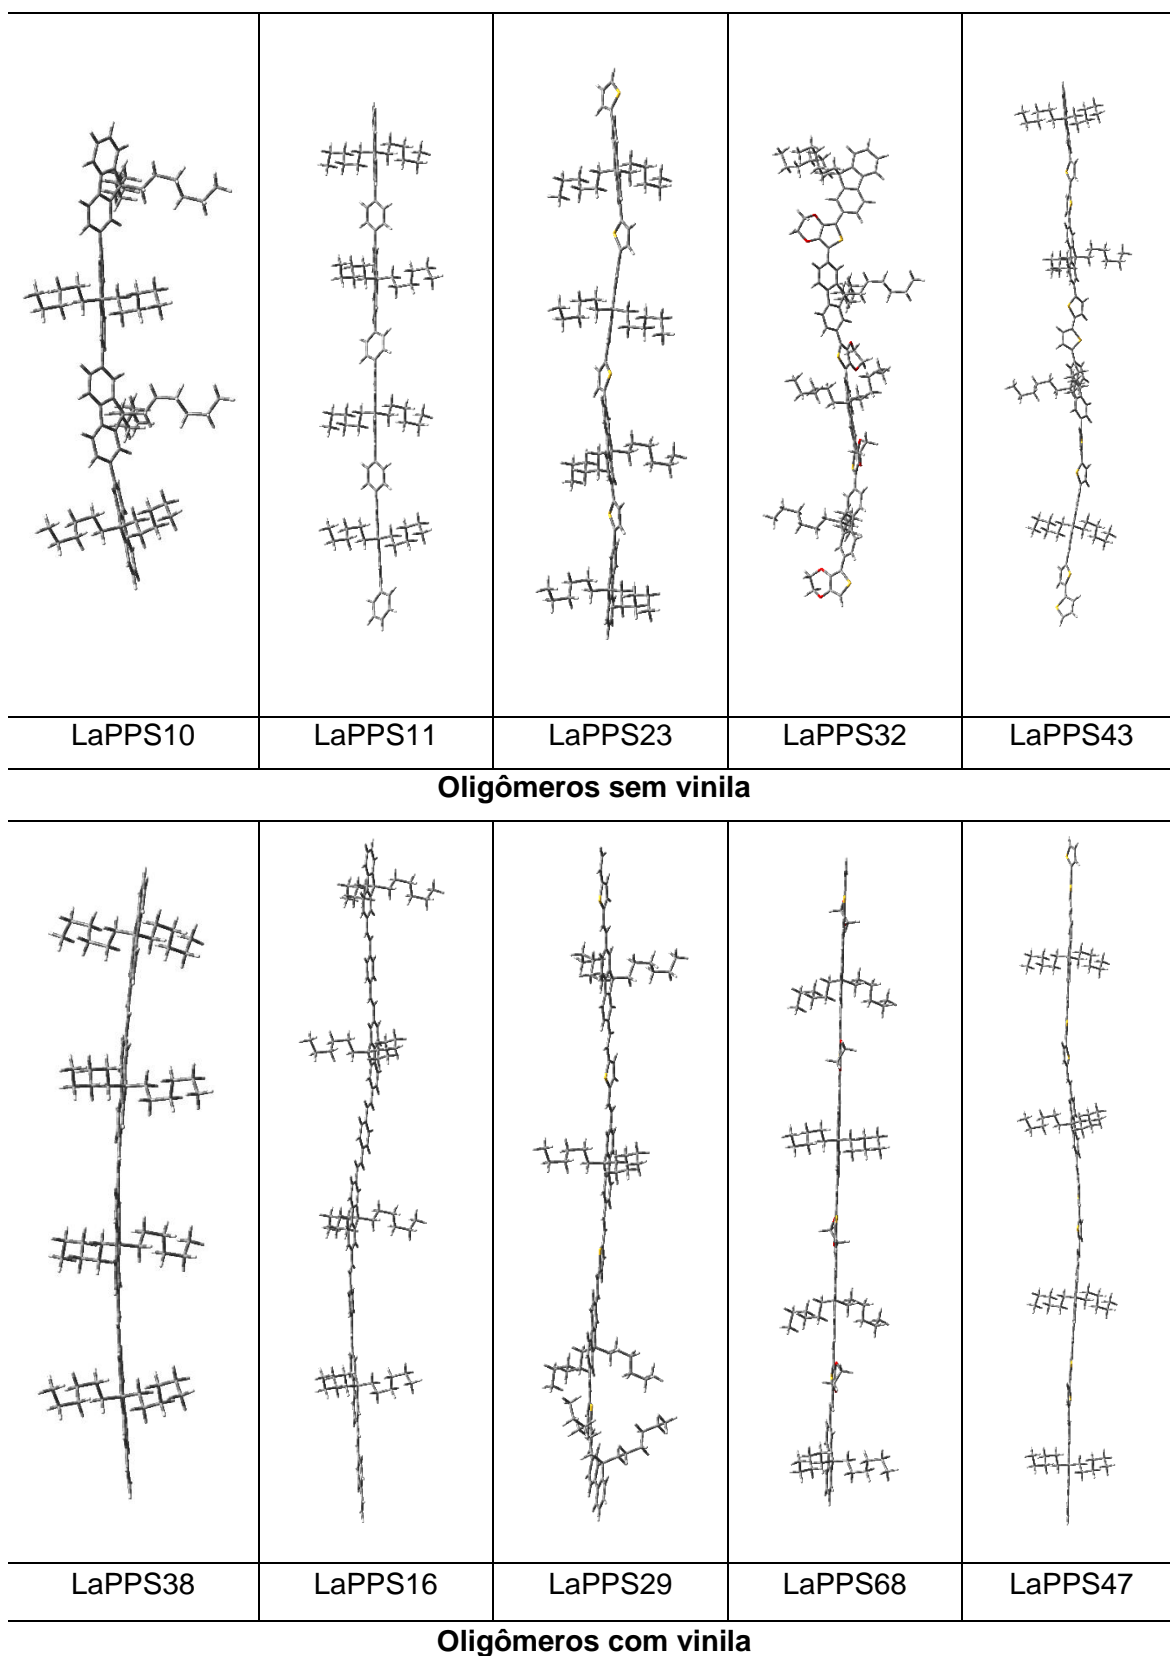 LaPPS10 LaPPS11 LaPPS23 LaPPS32 LaPPS43
Oligômeros sem vinila
LaPPS38 LaPPS16 LaPPS29 LaPPS68 LaPPS47
Oligômeros com vinila